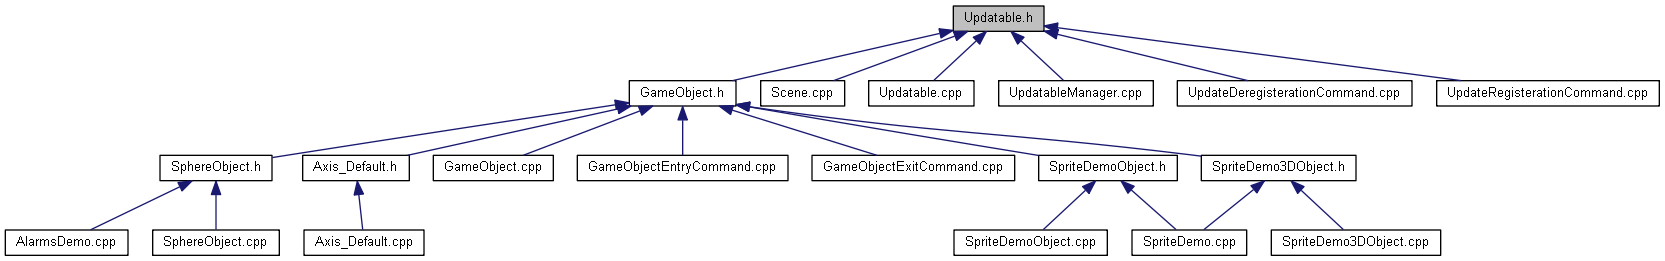 Updatable.h
GameObject.h
Scene.cpp
Updatable.cpp
UpdatableManager.cpp
UpdateDeregisterationCommand.cpp
UpdateRegisterationCommand.cpp
SphereObject.h
Axis_Default.h
GameObject.cpp
GameObjectEntryCommand.cpp
GameObjectExitCommand.cpp
SpriteDemoObject.h
SpriteDemo3DObject.h
AlarmsDemo.cpp
SphereObject.cpp
Axis_Default.cpp
SpriteDemoObject.cpp
SpriteDemo.cpp
SpriteDemo3DObject.cpp